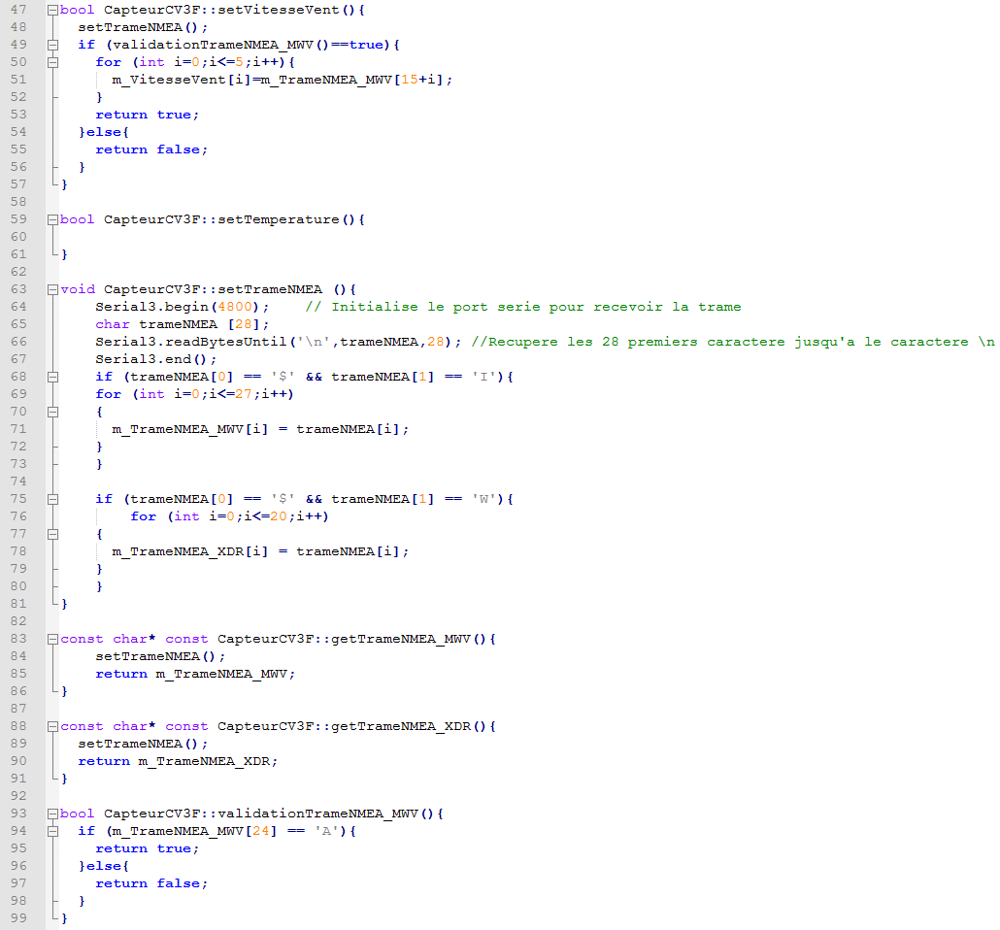 47 bool CapteurCV3F::setVitesseVent(){
48   setTrameNMEA();
49   if (validationTrameNMEA_MWV()==true){
50     for (int i=0;i<=5;i++){
51       m_VitesseVent[i]=m_TrameNMEA_MWV[15+i];
52     }
53     return true;
54   }else{
55     return false;
56   }
57 }
58
59 bool CapteurCV3F::setTemperature(){
60
61 }
62
63 void CapteurCV3F::setTrameNMEA (){
64     Serial3.begin(4800);    // Initialise le port serie pour recevoir la trame
65     char trameNMEA [28];
66     Serial3.readBytesUntil('\n',trameNMEA,28); //Recupere les 28 premiers caractere jusqu'a le caractere \n
67     Serial3.end();
68     if (trameNMEA[0] == '$' && trameNMEA[1] == 'I'){
69     for (int i=0;i<=27;i++)
70     {
71       m_TrameNMEA_MWV[i] = trameNMEA[i];
72     }
73     }
74
75     if (trameNMEA[0] == '$' && trameNMEA[1] == 'W'){
76         for (int i=0;i<=20;i++)
77     {
78       m_TrameNMEA_XDR[i] = trameNMEA[i];
79     }
80     }
81 }
82
83 const char* const CapteurCV3F::getTrameNMEA_MWV(){
84     setTrameNMEA();
85     return m_TrameNMEA_MWV;
86 }
87
88 const char* const CapteurCV3F::getTrameNMEA_XDR(){
89   setTrameNMEA();
90   return m_TrameNMEA_XDR;
91 }
92
93 bool CapteurCV3F::validationTrameNMEA_MWV(){
94   if (m_TrameNMEA_MWV[24] == 'A'){
95     return true;
96   }else{
97     return false;
98   }
99 }